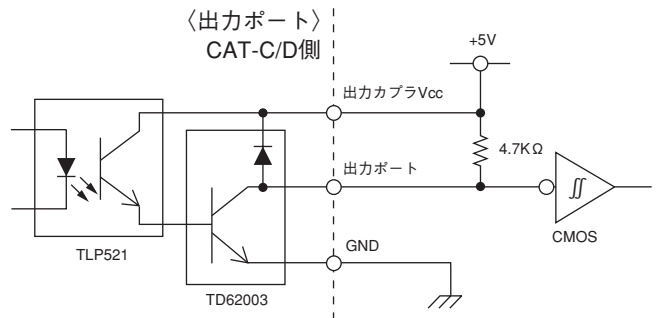 〈出力ポート〉
CAT-C/D側
+5V
出力カプラVcc
4.7KΩ
出力ポート
CMOS
GND
TLP521
TD62003